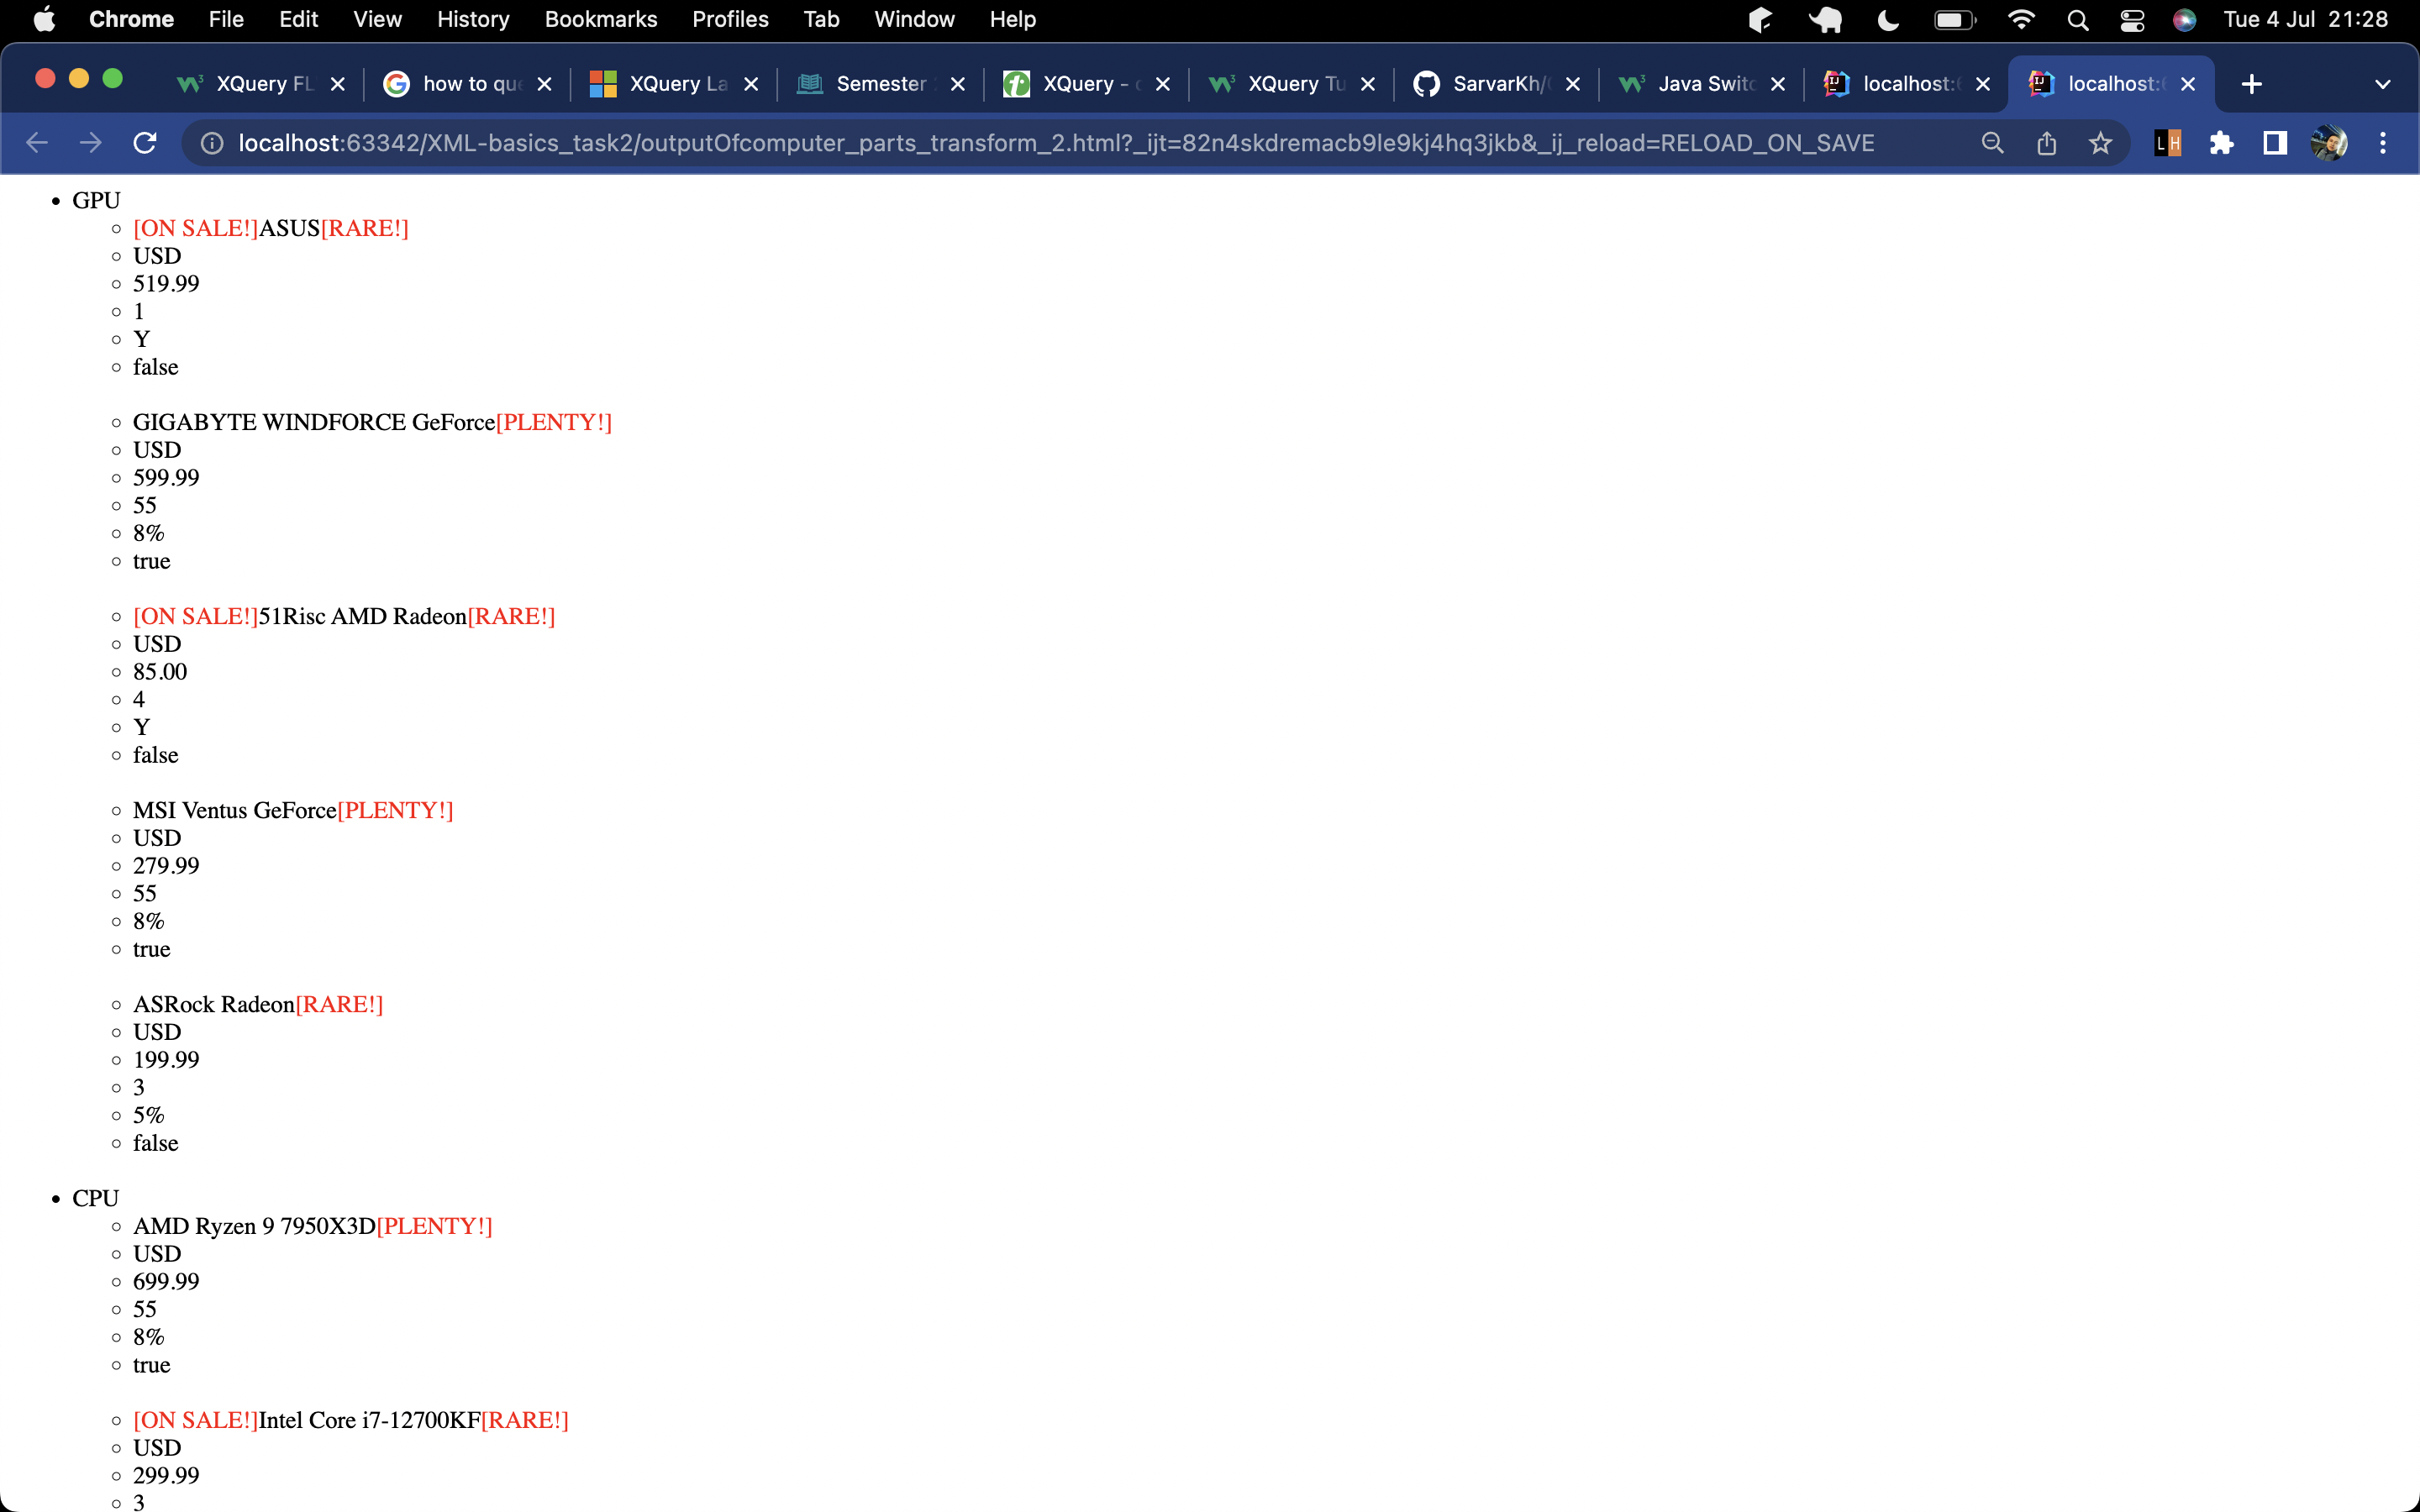 Chrome File Edit View History Bookmarks Profiles Tab Window Help Tue 4 Jul 21:28
XQuery FL how to que XQuery La Semester XQuery - XQuery Tu SarvarKh/ Java Switc localhost: localhost:
localhost:63342/XML-basics_task2/outputOfcomputer_parts_transform_2.html?_ijt=82n4skdremacb9le9kj4hq3jkb&_ij_reload=RELOAD_ON_SAVE LH
GPU
[ON SALE!]ASUS[RARE!]
USD
519.99
1
Y
false
GIGABYTE WINDFORCE GeForce[PLENTY!]
USD
599.99
55
8%
true
[ON SALE!]51Risc AMD Radeon[RARE!]
USD
85.00
4
Y
false
MSI Ventus GeForce[PLENTY!]
USD
279.99
55
8%
true
ASRock Radeon[RARE!]
USD
199.99
3
5%
false
CPU
AMD Ryzen 9 7950X3D[PLENTY!]
USD
699.99
55
8%
true
[ON SALE!]Intel Core i7-12700KF[RARE!]
USD
299.99
3